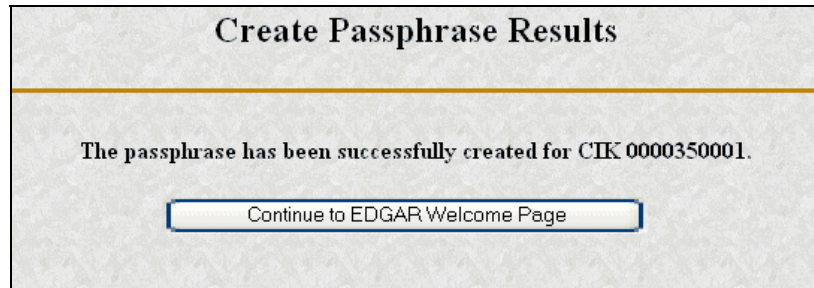 Create Passphrase Results
The passphrase has been successfully created for CIK 0000350001.
Continue to EDGAR Welcome Page